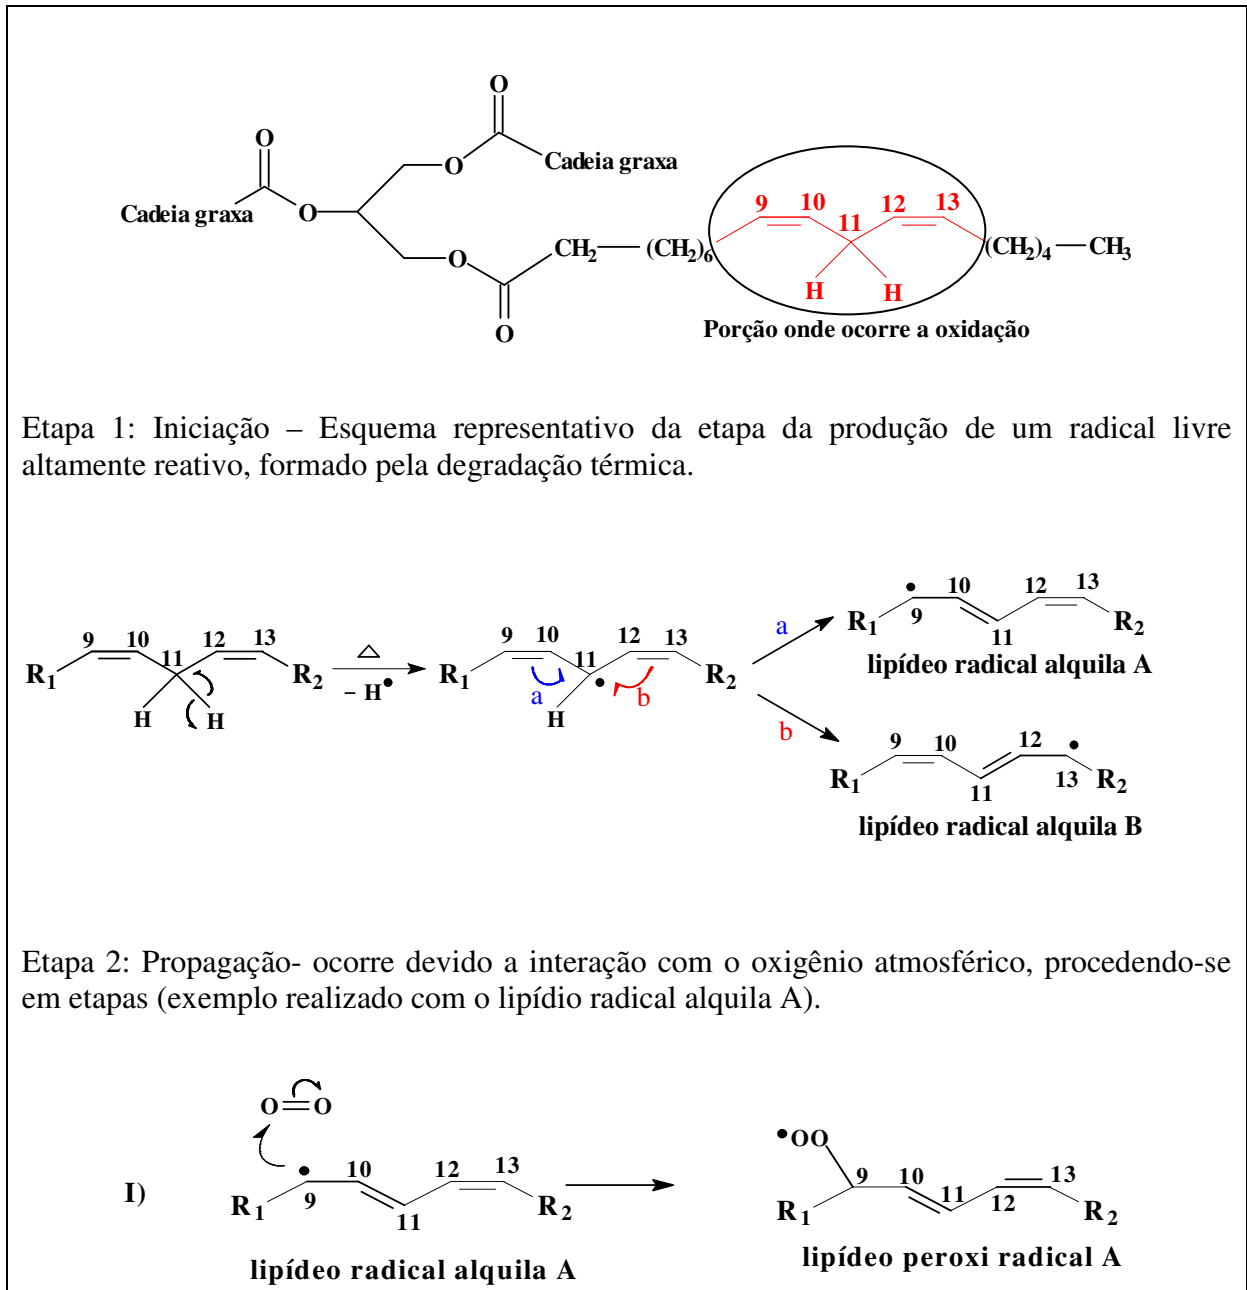 O
O
Cadeia graxa
O
Cadeia graxa
O
9 10 11 12 13
O
CH2 (CH2)6
(CH2)4 CH3
H H
O
Porção onde ocorre a oxidação
Etapa 1: Iniciação – Esquema representativo da etapa da produção de um radical livre
altamente reativo, formado pela degradação térmica.
9 10 11 12 13
R1 R2
H H
– H•
9 10 11 12 13
R1 R2
a b
H
a
• 10 12 13
R1 9 11 R2
lipídeo radical alquila A
b
9 10 12 •
R1 11 13 R2
lipídeo radical alquila B
Etapa 2: Propagação- ocorre devido a interação com o oxigênio atmosférico, procedendo-se
em etapas (exemplo realizado com o lipídio radical alquila A).
O O
I)
• 10 12 13
R1 9 11 R2
lipídeo radical alquila A
•OO
9 10 11 12 13
R1 R2
lipídeo peroxi radical A